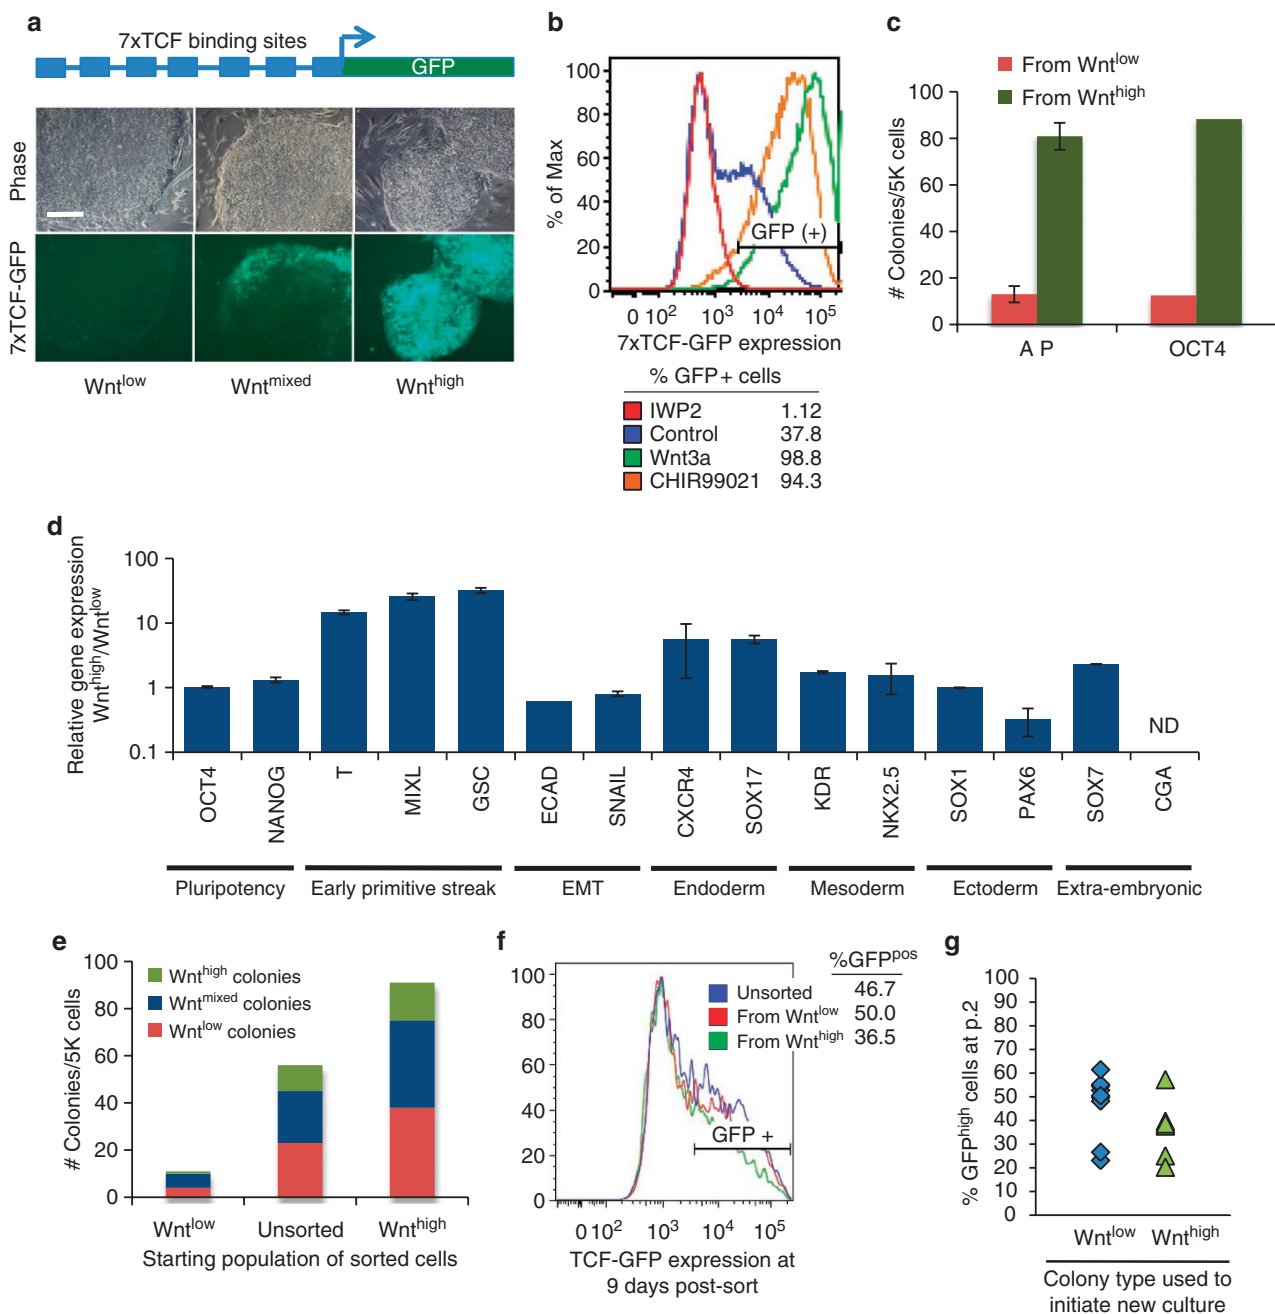 a
7xTCF binding sites
GFP
Phase
7xTCF-GFP
Wntlow
Wntmixed
Wnthigh
b
% of Max
100
80
60
40
20
0
GFP (+)
0 10² 10³ 10⁴ 10⁵
7xTCF-GFP expression
% GFP+ cells
IWP2 1.12
Control 37.8
Wnt3a 98.8
CHIR99021 94.3
c
From Wntlow
From Wnthigh
# Colonies/5K cells
100
80
60
40
20
0
A P
OCT4
d
Relative gene expression
Wnthigh/Wntlow
100
10
1
0.1
ND
OCT4
NANOG
T
MIXL
GSC
ECAD
SNAIL
CXCR4
SOX17
KDR
NKX2.5
SOX1
PAX6
SOX7
CGA
Pluripotency
Early primitive streak
EMT
Endoderm
Mesoderm
Ectoderm
Extra-embryonic
e
# Colonies/5K cells
100
80
60
40
20
0
Wnthigh colonies
Wntmixed colonies
Wntlow colonies
Wntlow
Unsorted
Wnthigh
Starting population of sorted cells
f
100
80
60
40
20
0
%GFPpos
Unsorted 46.7
From Wntlow 50.0
From Wnthigh 36.5
GFP +
0 10² 10³ 10⁴ 10⁵
TCF-GFP expression at
9 days post-sort
g
% GFPhigh cells at p.2
100
90
80
70
60
50
40
30
20
10
0
Wntlow
Wnthigh
Colony type used to
initiate new culture